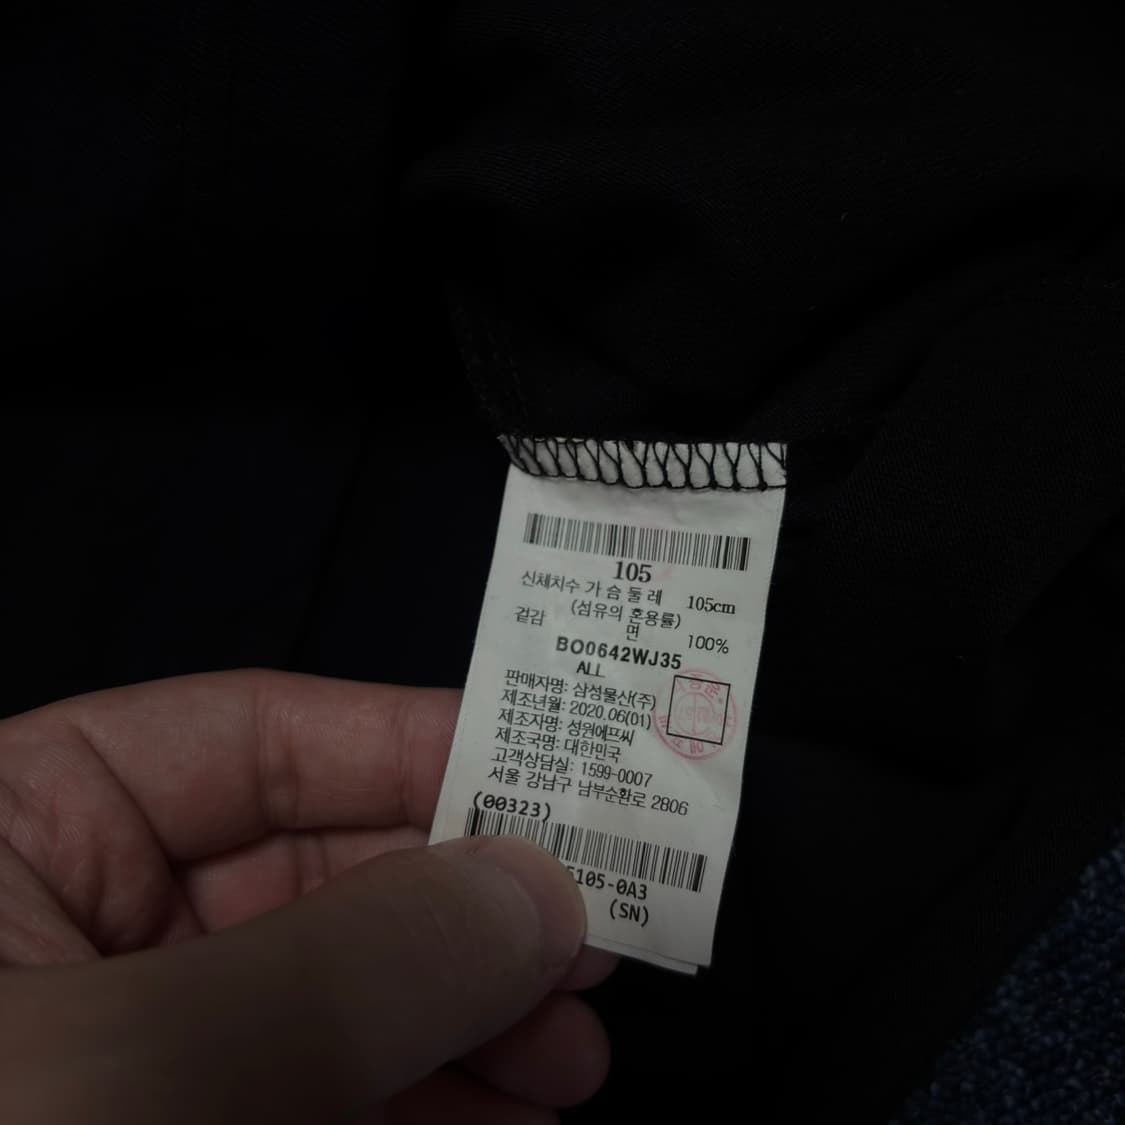 105
신체치수 가슴둘레 105cm
(섬유의 혼용률)
겉감 면 100%
BO0642WJ35
ALL
판매자명: 삼성물산(주)
제조년월: 2020.06(01)
제조자명: 성원에프씨
제조국명: 대한민국
고객상담실: 1599-0007
서울 강남구 남부순환로 2806
(00323)
5105-0A3
(SN)